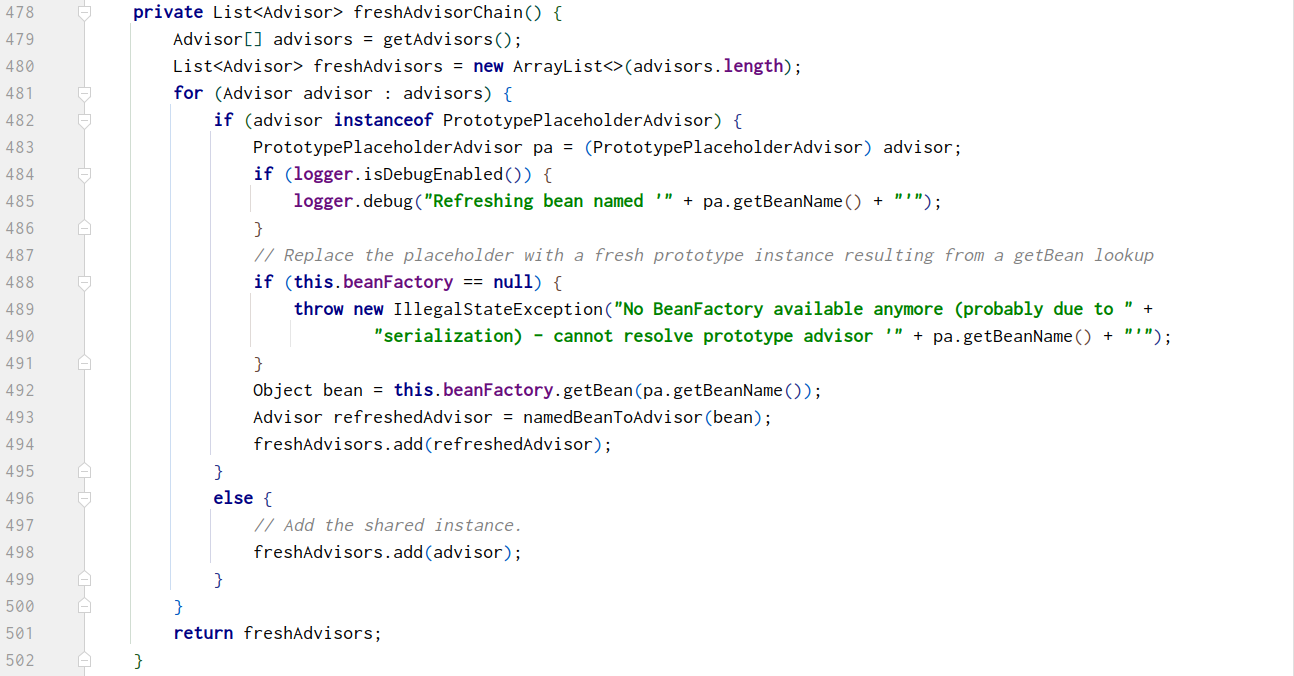 478 private List<Advisor> freshAdvisorChain() {
479 Advisor[] advisors = getAdvisors();
480 List<Advisor> freshAdvisors = new ArrayList<>(advisors.length);
481 for (Advisor advisor : advisors) {
482 if (advisor instanceof PrototypePlaceholderAdvisor) {
483 PrototypePlaceholderAdvisor pa = (PrototypePlaceholderAdvisor) advisor;
484 if (logger.isDebugEnabled()) {
485 logger.debug("Refreshing bean named '" + pa.getBeanName() + "'");
486 }
487 // Replace the placeholder with a fresh prototype instance resulting from a getBean lookup
488 if (this.beanFactory == null) {
489 throw new IllegalStateException("No BeanFactory available anymore (probably due to " +
490 "serialization) - cannot resolve prototype advisor '" + pa.getBeanName() + "'");
491 }
492 Object bean = this.beanFactory.getBean(pa.getBeanName());
493 Advisor refreshedAdvisor = namedBeanToAdvisor(bean);
494 freshAdvisors.add(refreshedAdvisor);
495 }
496 else {
497 // Add the shared instance.
498 freshAdvisors.add(advisor);
499 }
500 }
501 return freshAdvisors;
502 }